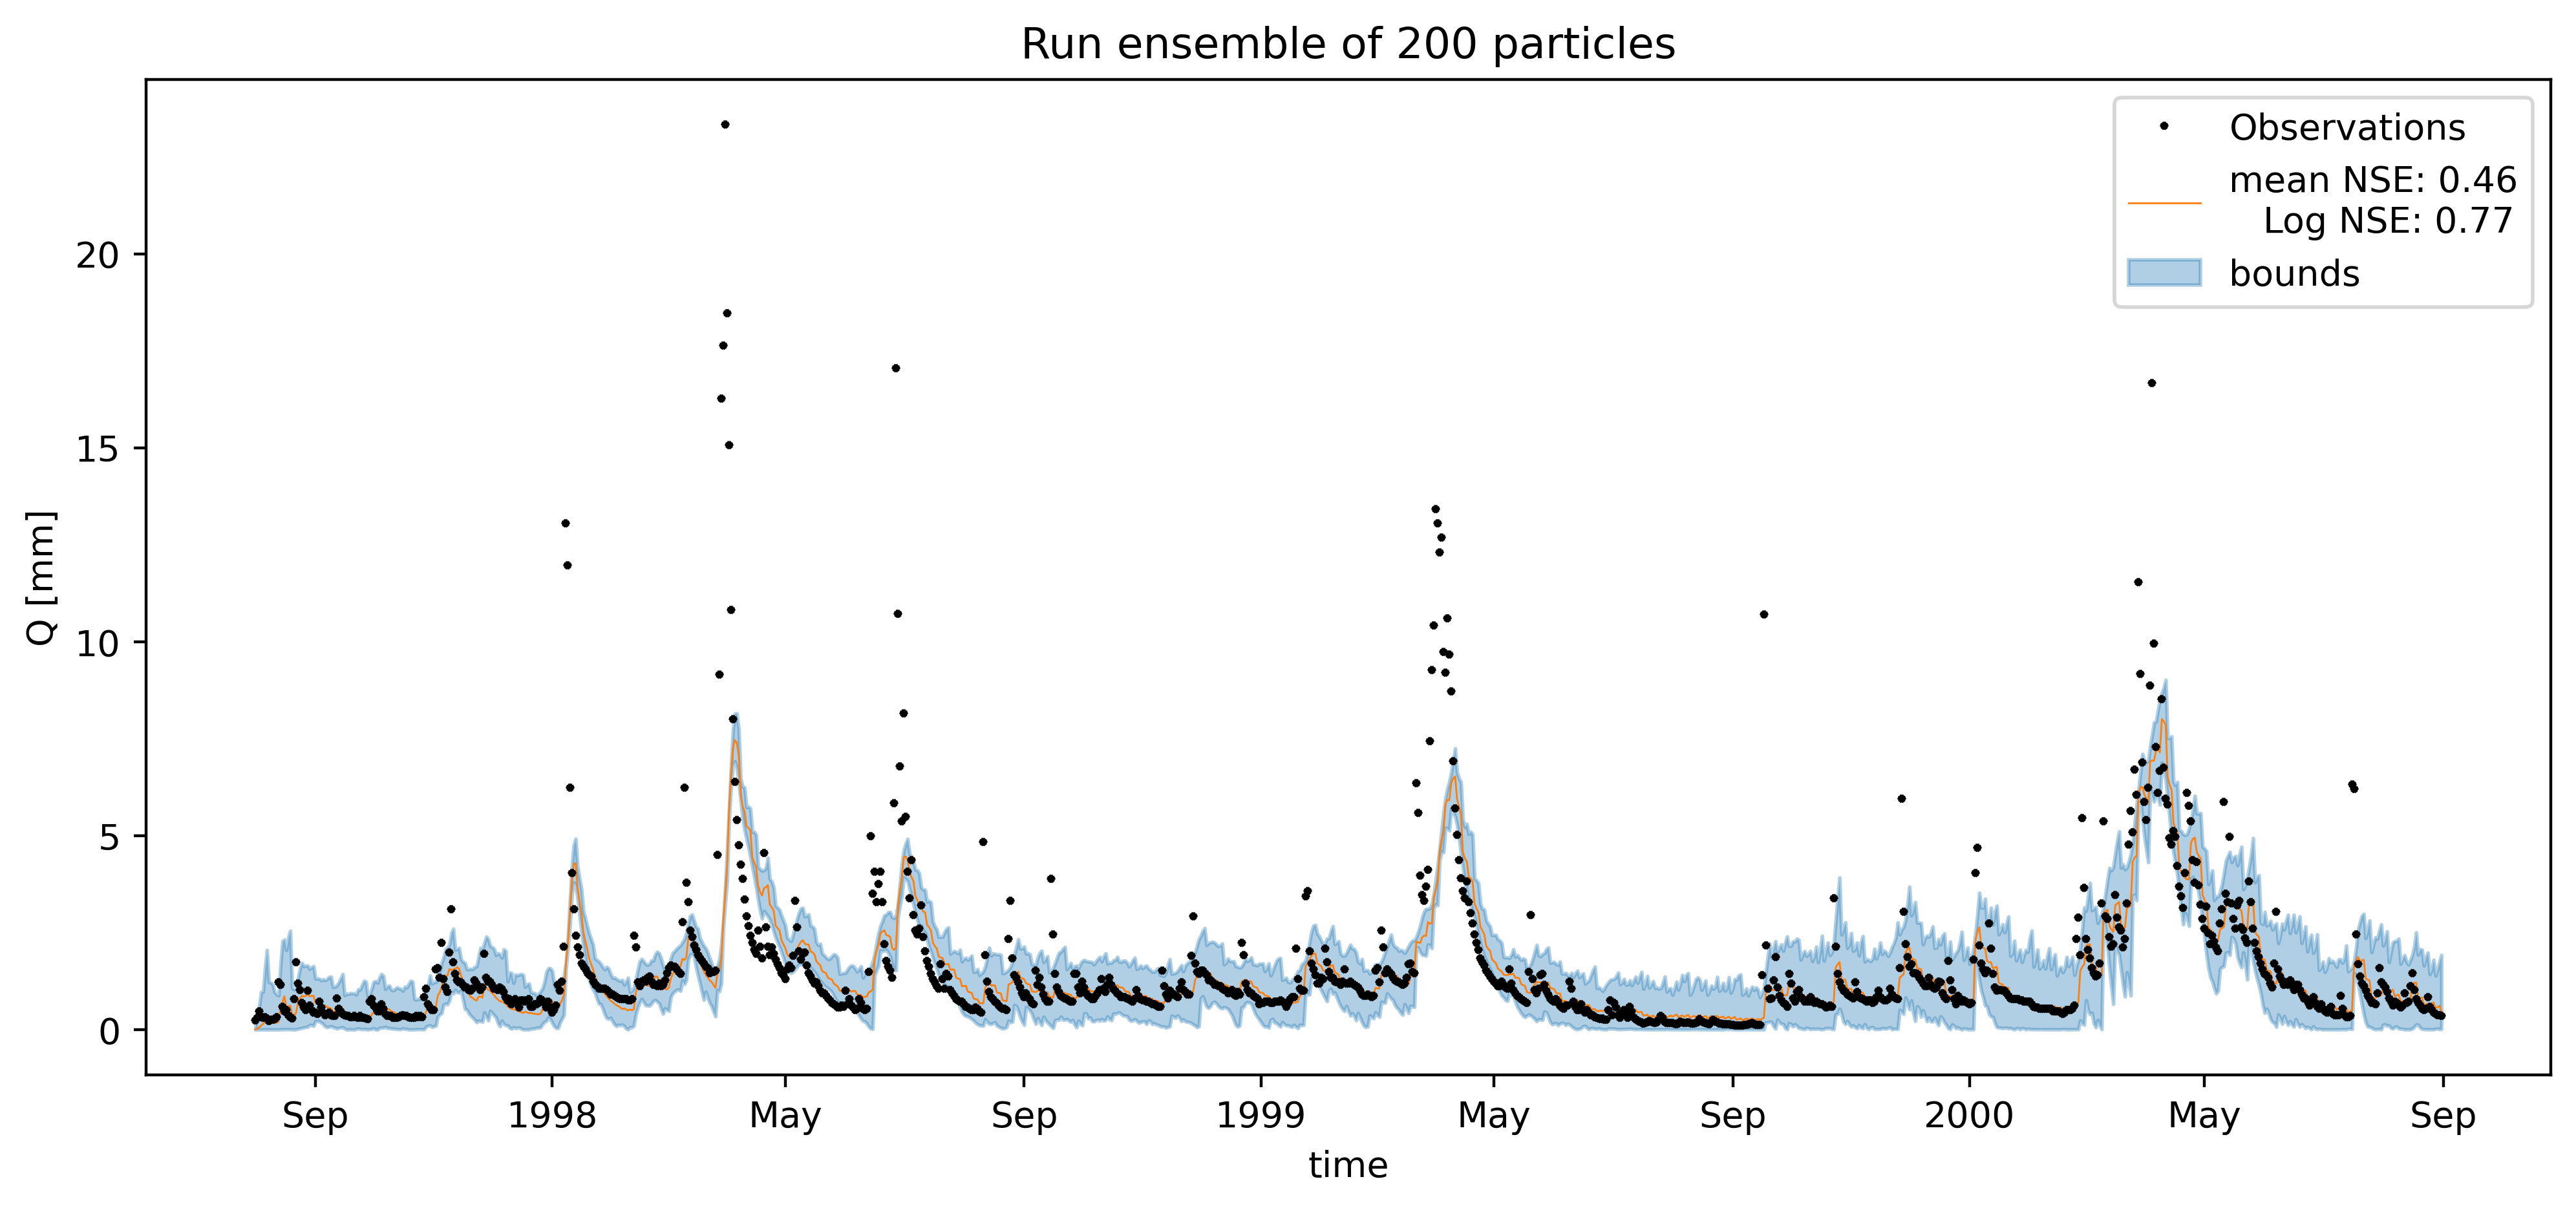 Run ensemble of 200 particles
Observations
mean NSE: 0.46
Log NSE: 0.77
bounds
Q [mm]
20
15
10
5
0
Sep 1998 May Sep 1999 May Sep 2000 May Sep
time